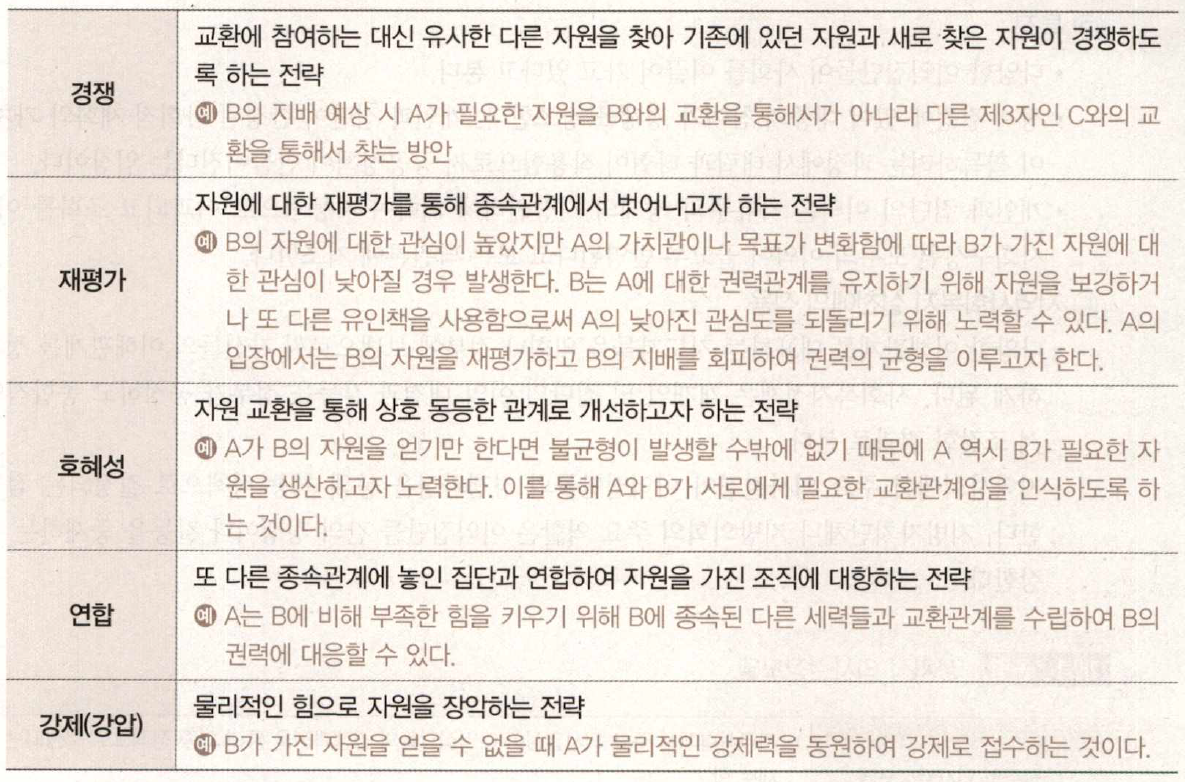 경쟁
교환에 참여하는 대신 유사한 다른 자원을 찾아 기존에 있던 자원과 새로 찾은 자원이 경쟁하도
록 하는 전략
예 B의 지배 예상 시 A가 필요한 자원을 B와의 교환을 통해서가 아니라 다른 제3자인 C와의 교
환을 통해서 찾는 방안
재평가
자원에 대한 재평가를 통해 종속관계에서 벗어나고자 하는 전략
예 B의 자원에 대한 관심이 높았지만 A의 가치관이나 목표가 변화함에 따라 B가 가진 자원에 대
한 관심이 낮아질 경우 발생한다. B는 A에 대한 권력관계를 유지하기 위해 자원을 보강하거
나 또 다른 유인책을 사용함으로써 A의 낮아진 관심도를 되돌리기 위해 노력할 수 있다. A의
입장에서는 B의 자원을 재평가하고 B의 지배를 회피하여 권력의 균형을 이루고자 한다.
호혜성
자원 교환을 통해 상호 동등한 관계로 개선하고자 하는 전략
예 A가 B의 자원을 얻기만 한다면 불균형이 발생할 수밖에 없기 때문에 A 역시 B가 필요한 자
원을 생산하고자 노력한다. 이를 통해 A와 B가 서로에게 필요한 교환관계임을 인식하도록 하
는 것이다.
연합
또 다른 종속관계에 놓인 집단과 연합하여 자원을 가진 조직에 대항하는 전략
예 A는 B에 비해 부족한 힘을 키우기 위해 B에 종속된 다른 세력들과 교환관계를 수립하여 B의
권력에 대응할 수 있다.
강제(강압)
물리적인 힘으로 자원을 장악하는 전략
예 B가 가진 자원을 얻을 수 없을 때 A가 물리적인 강제력을 동원하여 강제로 접수하는 것이다.